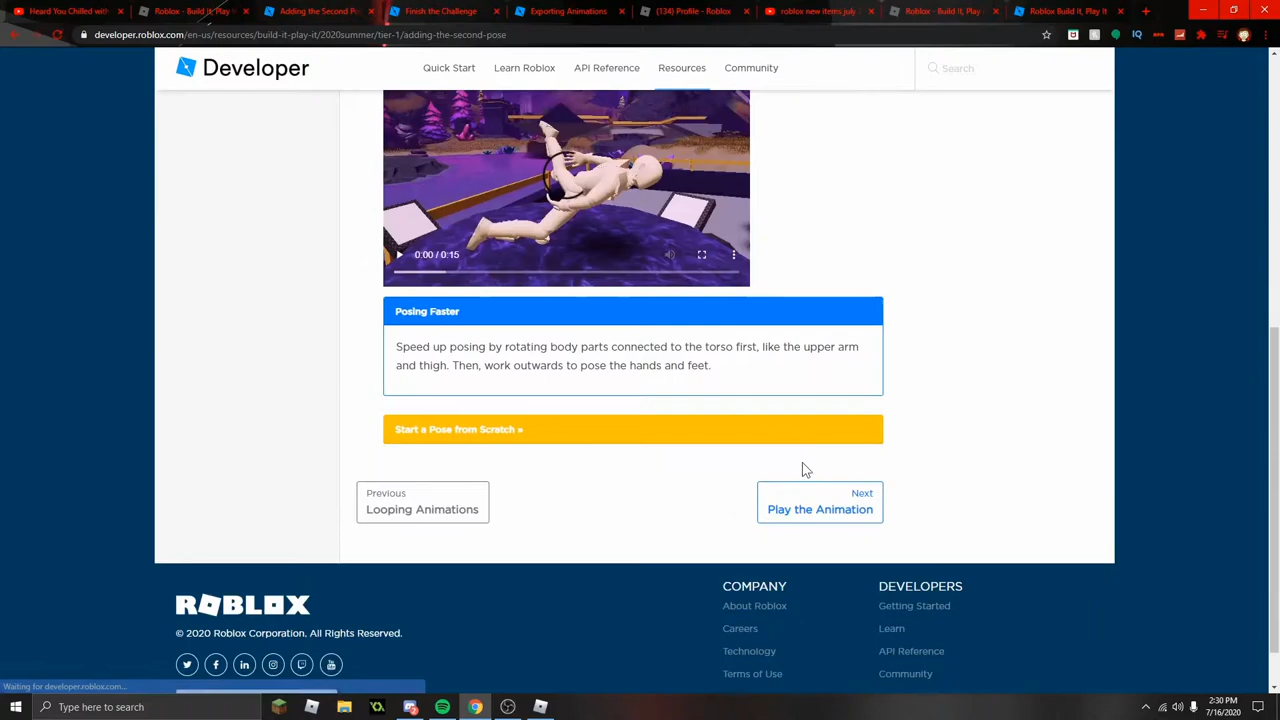 Heard You Chilled with
Roblox - Build It, Play
Adding the Second Po
Finish the Challenge
Exporting Animations
(134) Profile - Roblox
roblox new items july
Roblox - Build It, Play
Roblox Build It, Play It
developer.roblox.com/en-us/resources/build-it-play-it/2020summer/tier-1/adding-the-second-pose
Developer
Quick Start
Learn Roblox
API Reference
Resources
Community
Search
0:00 / 0:15
Posing Faster
Speed up posing by rotating body parts connected to the torso first, like the upper arm
and thigh. Then, work outwards to pose the hands and feet.
Start a Pose from Scratch »
Previous
Looping Animations
Next
Play the Animation
ROBLOX
© 2020 Roblox Corporation. All Rights Reserved.
COMPANY
About Roblox
Careers
Technology
Terms of Use
DEVELOPERS
Getting Started
Learn
API Reference
Community
Waiting for developer.roblox.com...
Type here to search
2:30 PM
7/16/2020